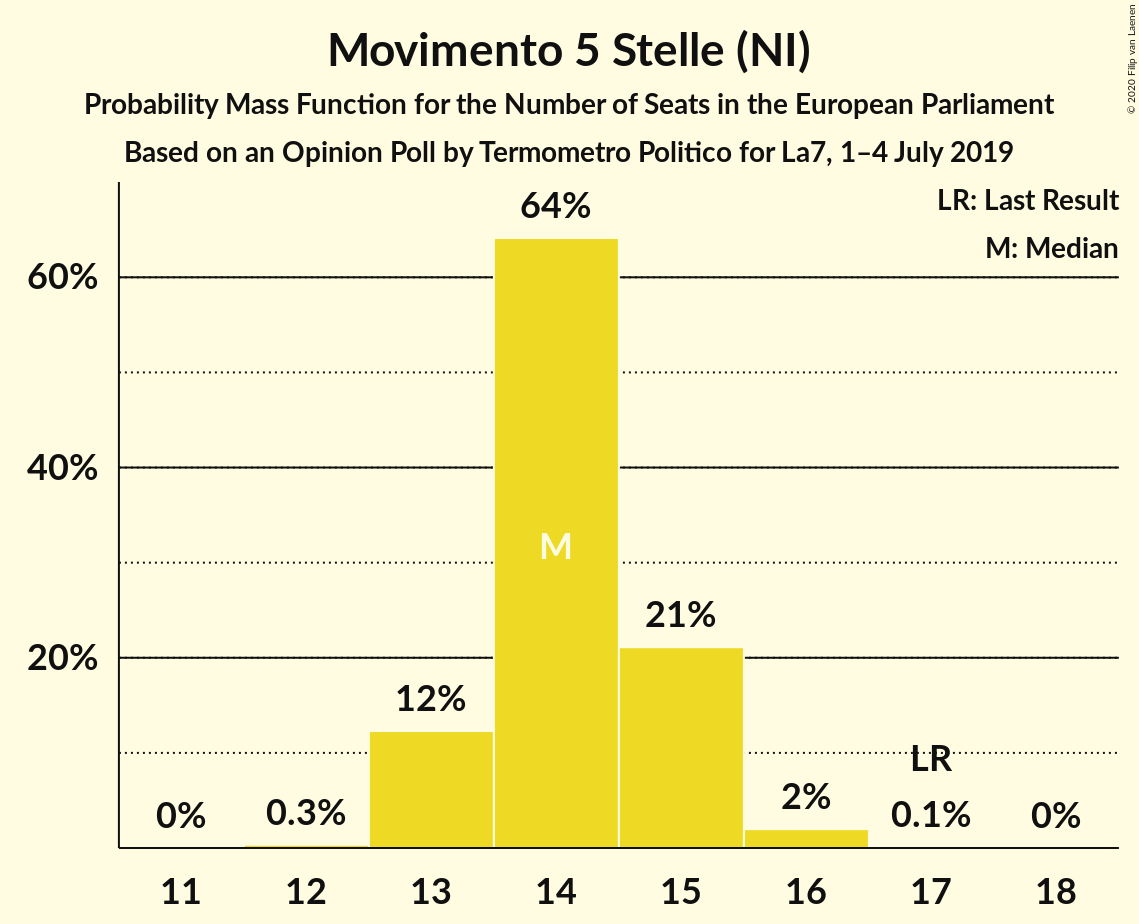 Movimento 5 Stelle (NI)
Probability Mass Function for the Number of Seats in the European Parliament
Based on an Opinion Poll by Termometro Politico for La7, 1–4 July 2019
© 2020 Filip van Laenen
LR: Last Result
M: Median
60%
40%
20%
0%
0.3%
12%
64%
M
21%
2%
LR
0.1%
0%
11
12
13
14
15
16
17
18